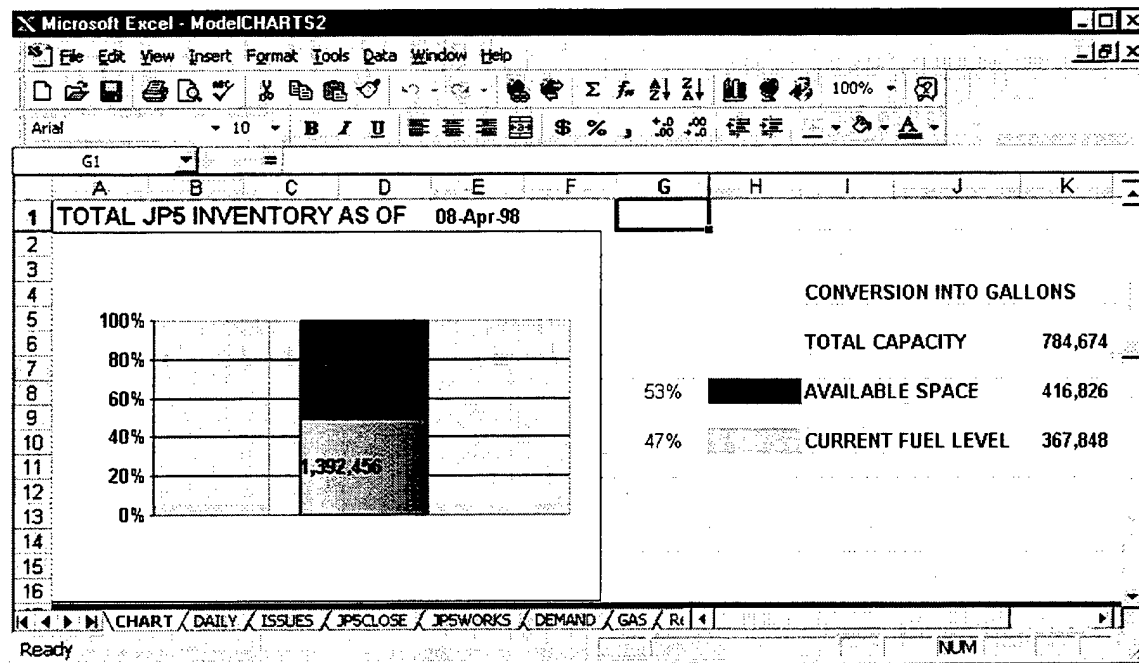 Microsoft Excel - ModelCHARTS2
File Edit View Insert Format Tools Data Window Help
100%
Arial 10 B I U $ % ,
G1 =
A B C D E F G H I J K
1 TOTAL JP5 INVENTORY AS OF 08-Apr-98
2
3
4 CONVERSION INTO GALLONS
5 100%
6 80% TOTAL CAPACITY 784,674
7
8 60% 53% AVAILABLE SPACE 416,826
9
10 40% 47% CURRENT FUEL LEVEL 367,848
11 1,392,456
12 20%
13 0%
14
15
16
CHART DAILY ISSUES JP5CLOSE JP5WORKS DEMAND GAS
Ready NUM